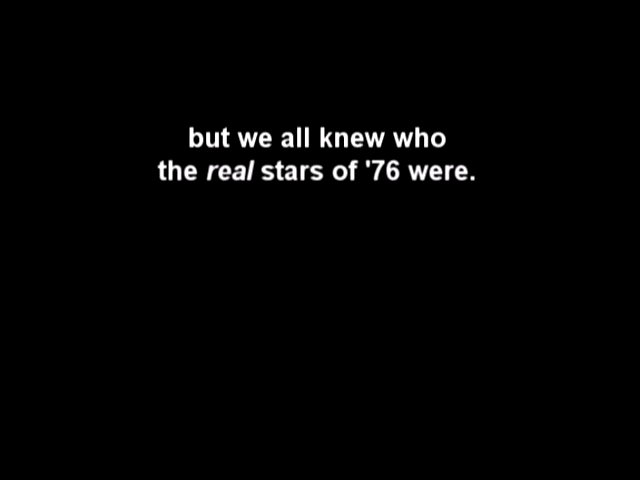 but we all knew who
the real stars of '76 were.